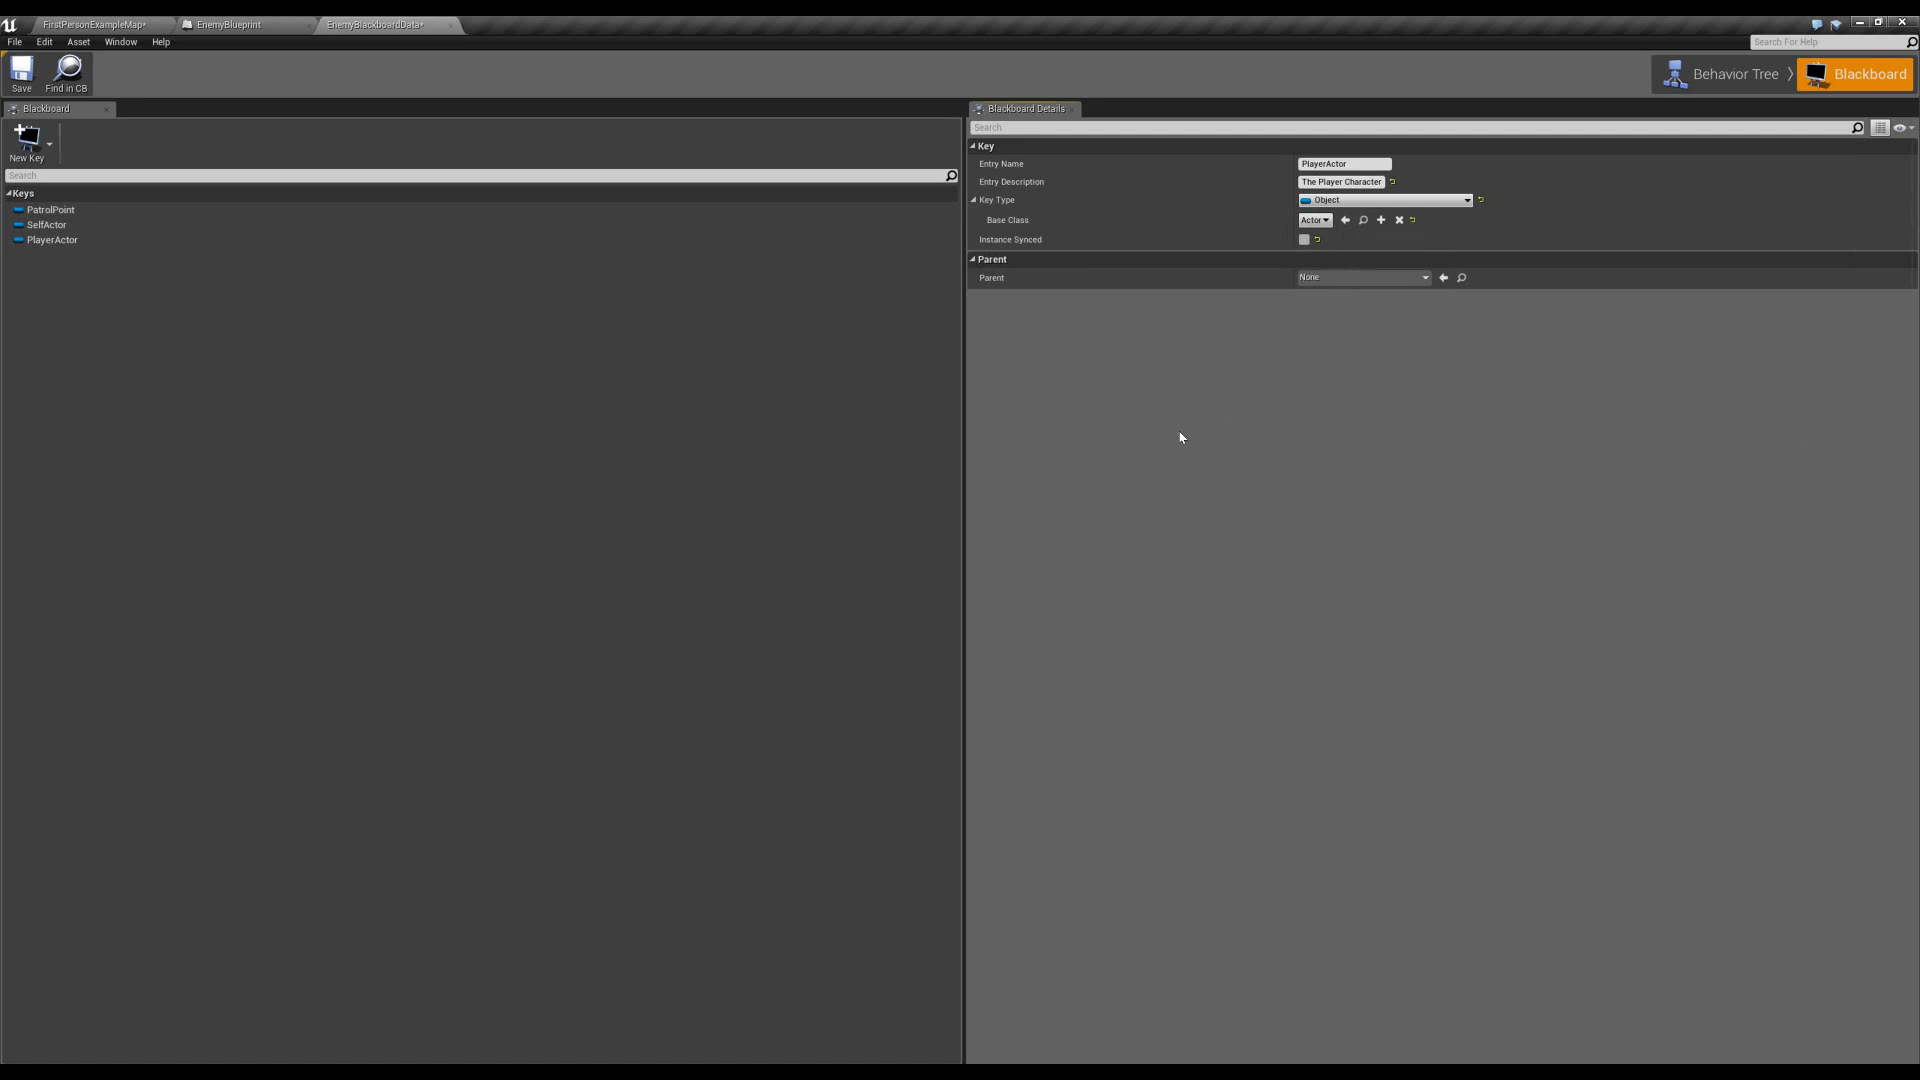 FirstPersonExampleMap* EnemyBlueprint EnemyBlackboardData*
File Edit Asset Window Help Search For Help
Save Find in CB Behavior Tree Blackboard
Blackboard
New Key
Search
Keys
PatrolPoint
SelfActor
PlayerActor
Blackboard Details
Search
Key
Entry Name PlayerActor
Entry Description The Player Character
Key Type Object
Base Class Actor
Instance Synced
Parent
Parent None